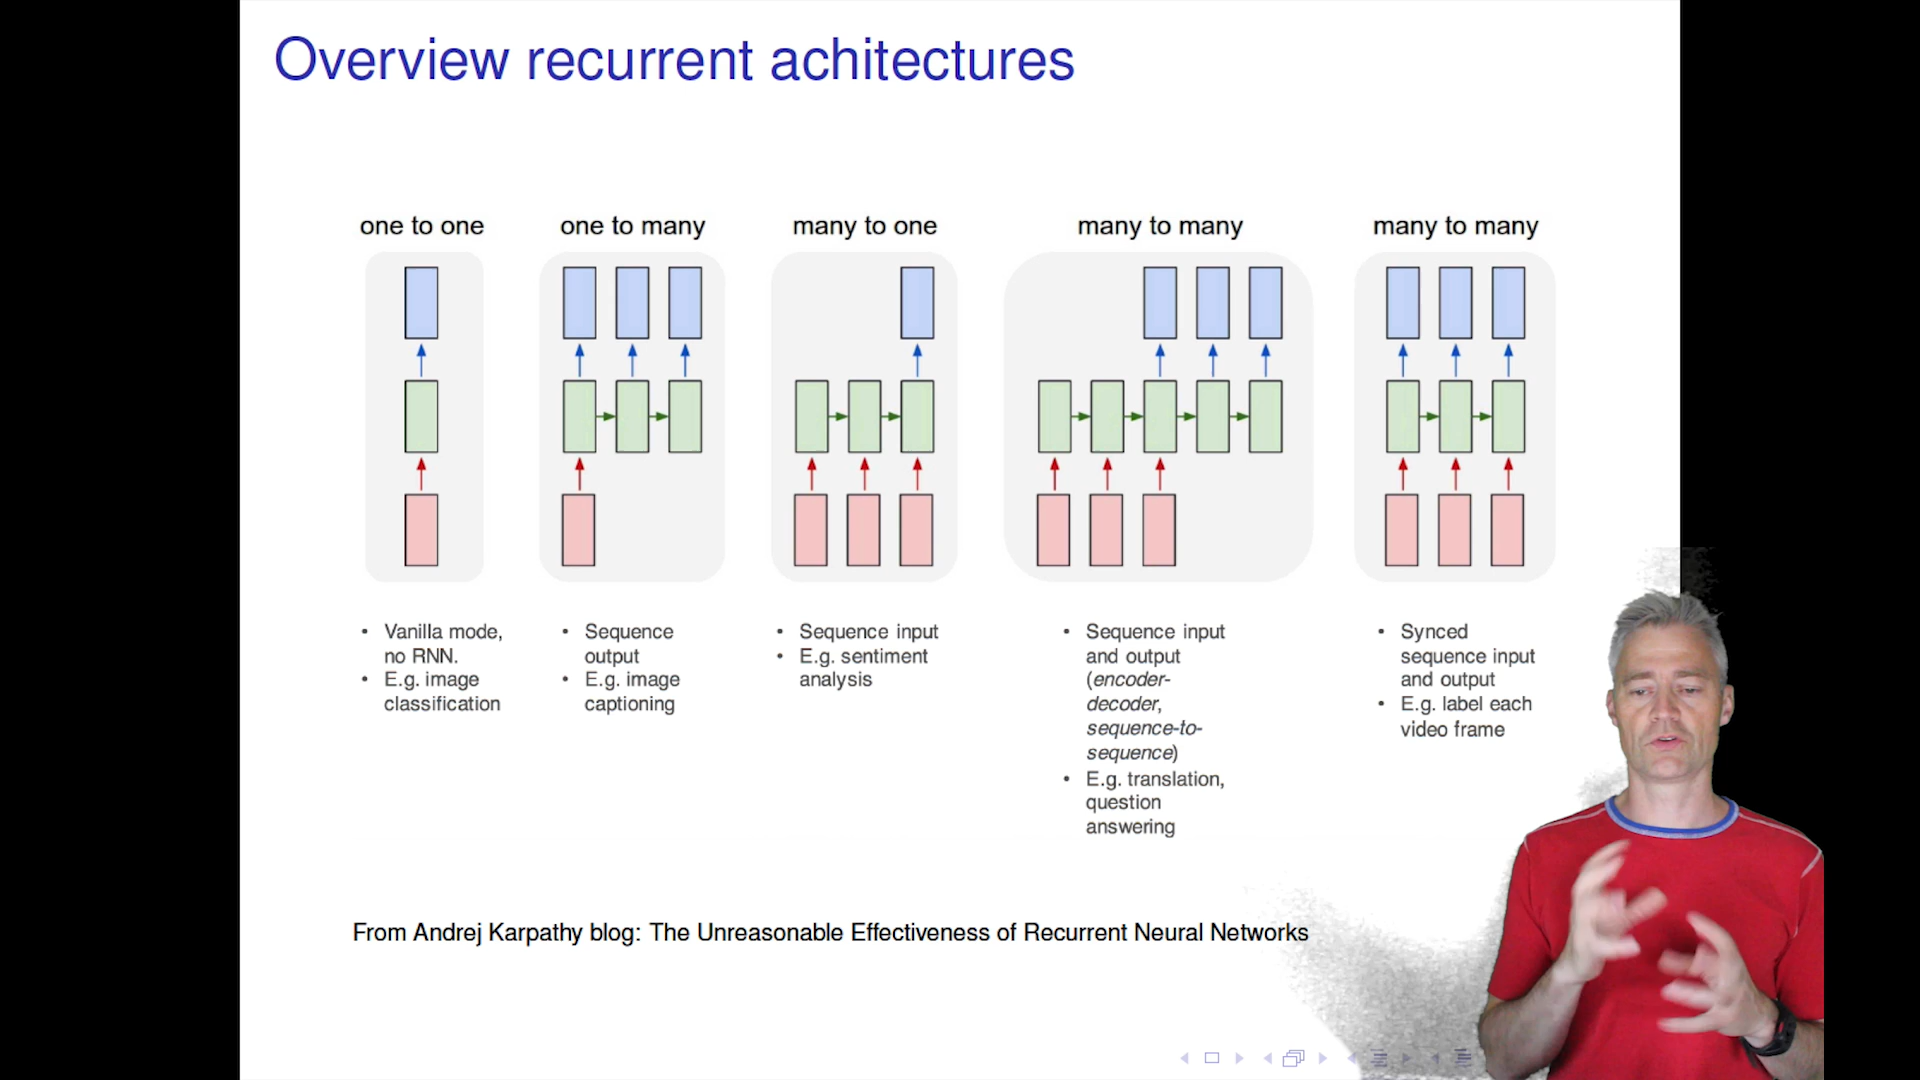 Overview recurrent achitectures
one to one
one to many
many to one
many to many
many to many
• Vanilla mode,
no RNN.
• E.g. image
classification
• Sequence
output
• E.g. image
captioning
• Sequence input
• E.g. sentiment
analysis
• Sequence input
and output
(encoder-
decoder,
sequence-to-
sequence)
• E.g. translation,
question
answering
• Synced
sequence input
and output
• E.g. label each
video frame
From Andrej Karpathy blog: The Unreasonable Effectiveness of Recurrent Neural Networks